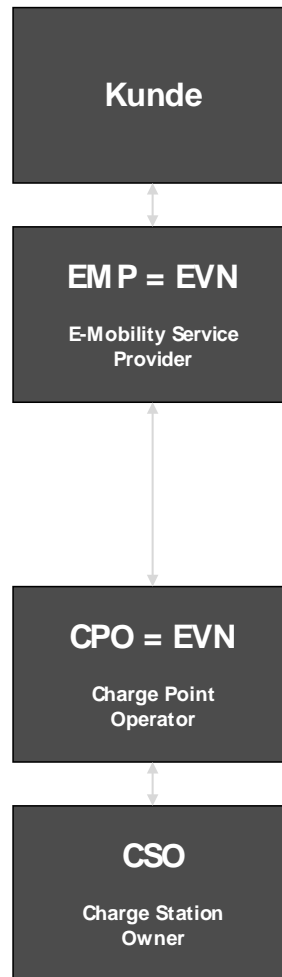 Kunde
EMP = EVN
E-Mobility Service
Provider
CPO = EVN
Charge Point
Operator
CSO
Charge Station
Owner